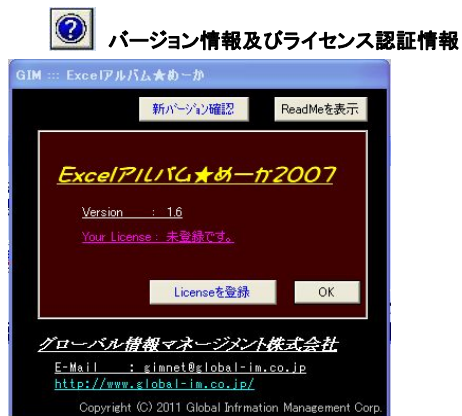 バージョン情報及びライセンス認証情報
GIM ::: Excelアルバム★めーか
新バージョン確認 ReadMeを表示
Excelアルバム★めーか2007
Version : 1.6
Your License : 未登録です。
Licenseを登録 OK
グローバル情報マネージメント株式会社
E-Mail : gimnet@global-im.co.jp
http://www.global-im.co.jp/
Copyright (C) 2011 Global Infrmation Management Corp.